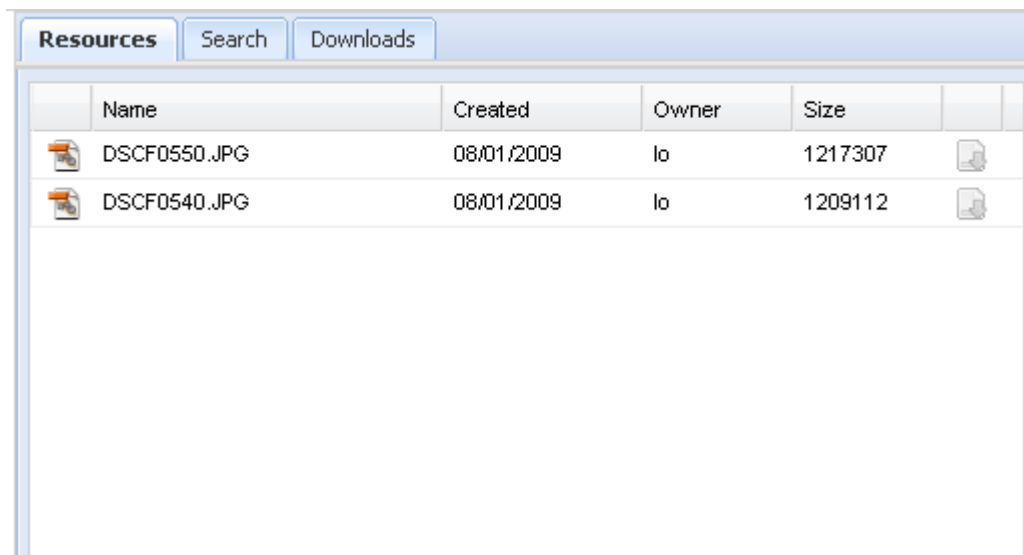 Resources Search Downloads
Name Created Owner Size
DSCF0550.JPG 08/01/2009 lo 1217307
DSCF0540.JPG 08/01/2009 lo 1209112